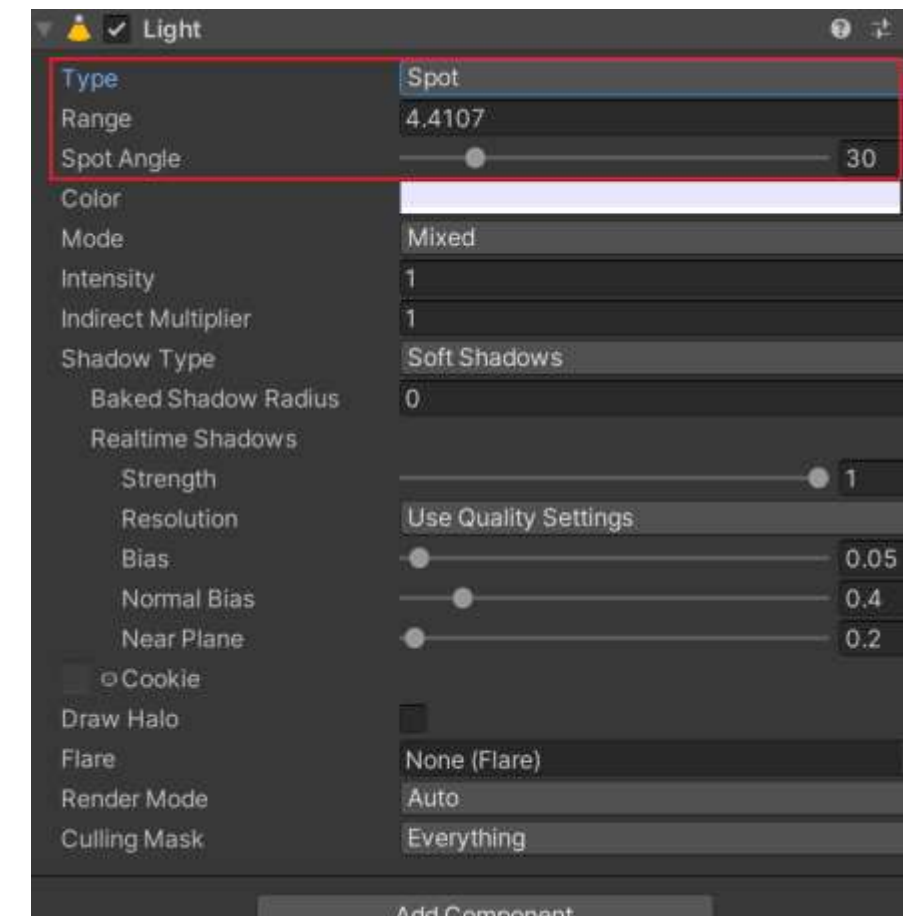 Light
Type Spot
Range 4.4107
Spot Angle 30
Color
Mode Mixed
Intensity 1
Indirect Multiplier 1
Shadow Type Soft Shadows
Baked Shadow Radius 0
Realtime Shadows
Strength 1
Resolution Use Quality Settings
Bias 0.05
Normal Bias 0.4
Near Plane 0.2
Cookie
Draw Halo
Flare None (Flare)
Render Mode Auto
Culling Mask Everything
Add Component